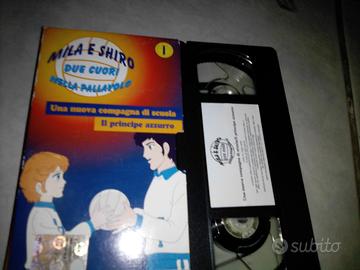 MILA E SHIRO
DUE CUORI
NELLA PALLAVOLO
1
Una nuova compagna di scuola
Il principe azzurro
subito